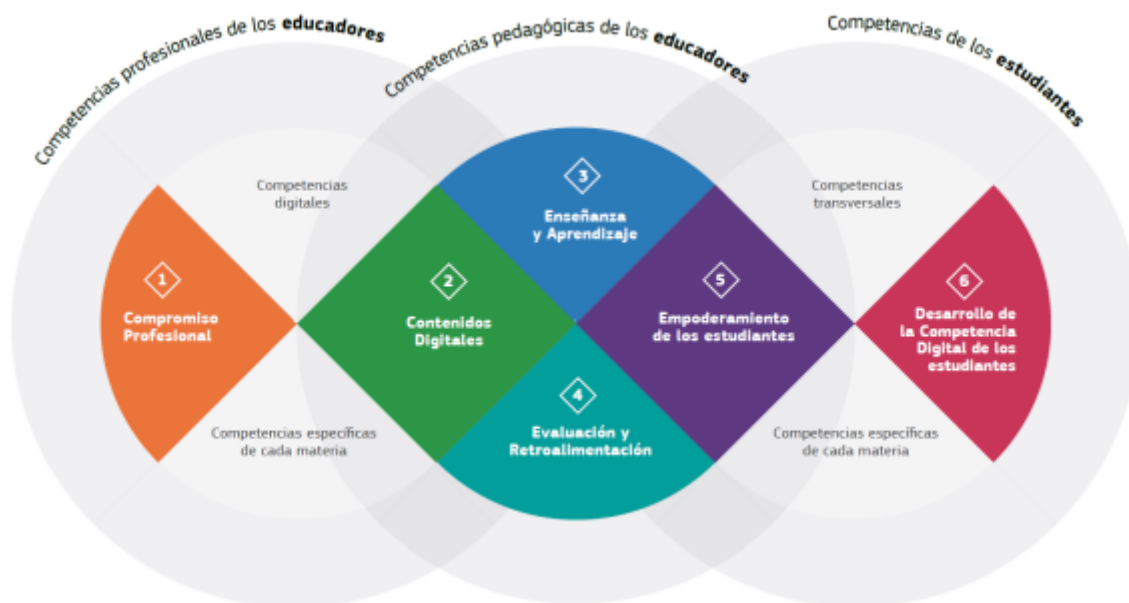 Competencias profesionales de los educadores
Competencias pedagógicas de los educadores
Competencias de los estudiantes
Competencias
digitales
Competencias
transversales
3
Enseñanza
y Aprendizaje
1
Compromiso
Profesional
2
Contenidos
Digitales
5
Empoderamiento
de los estudiantes
6
Desarrollo de
la Competencia
Digital de los
estudiantes
4
Evaluación y
Retroalimentación
Competencias específicas
de cada materia
Competencias específicas
de cada materia